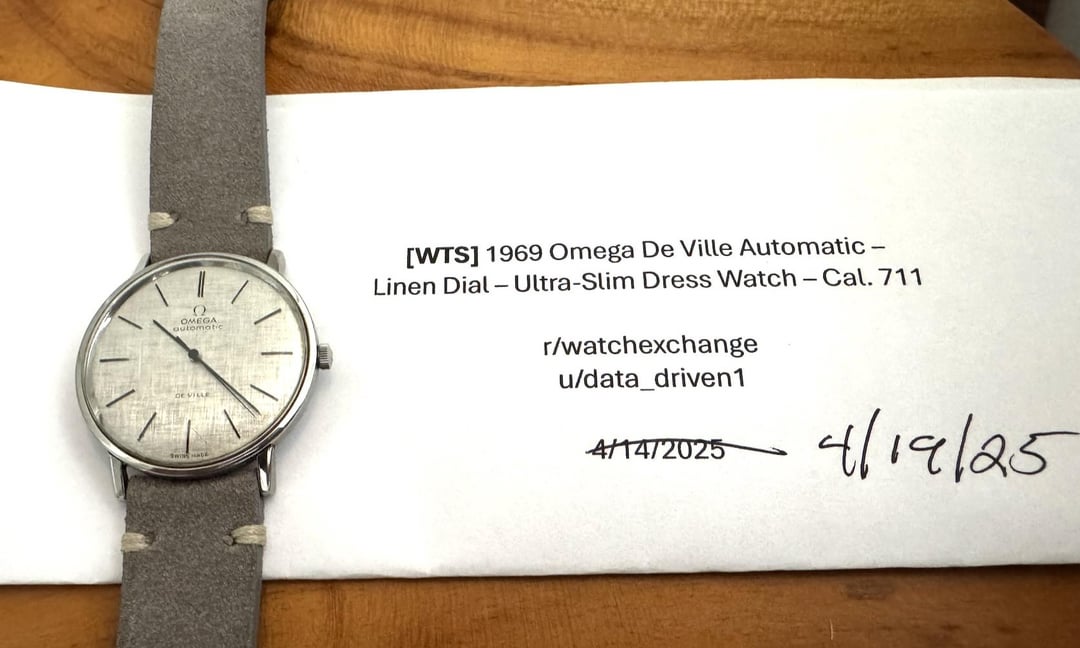 Ω
OMEGA
automatic
DE VILLE
SWISS MADE
[WTS] 1969 Omega De Ville Automatic –
Linen Dial – Ultra-Slim Dress Watch – Cal. 711
r/watchexchange
u/data_driven1
4/14/2025 4/19/25